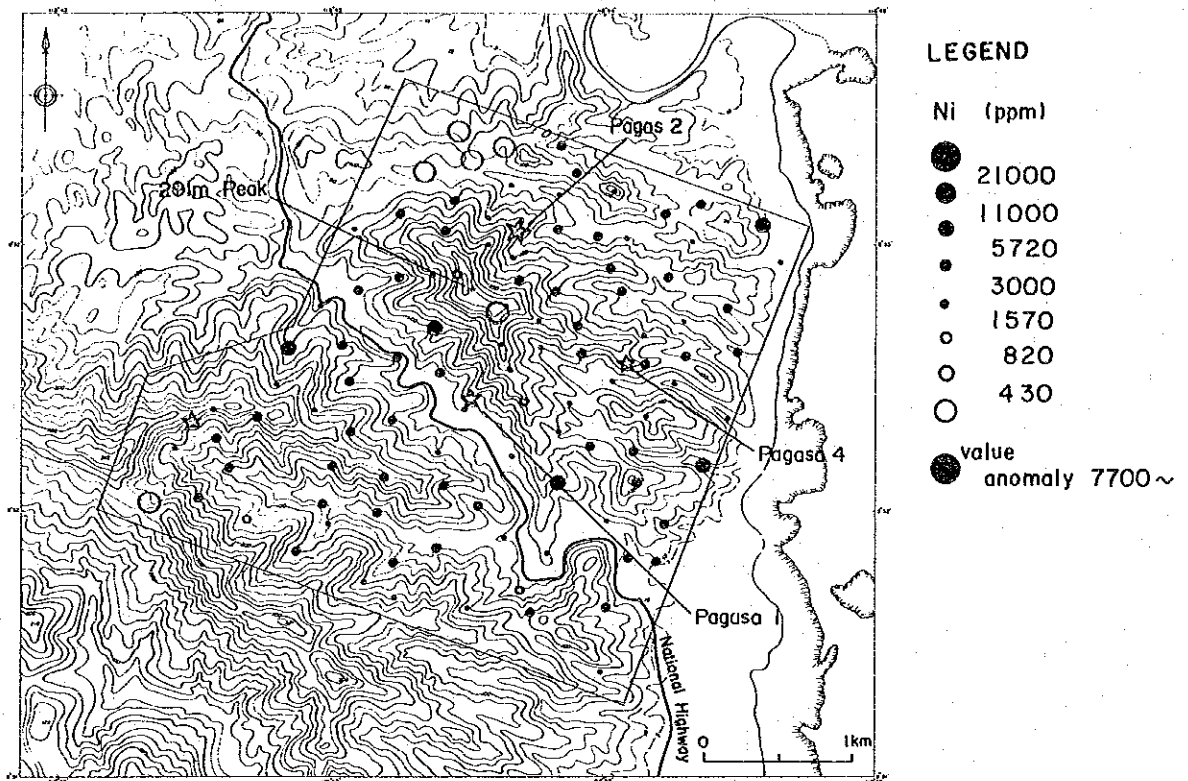 Pagas 2
201m Peak
Pagasa 4
Pagusa 1
National Highway
0 1km
LEGEND
Ni (ppm)
21000
11000
5720
3000
1570
820
430
value
anomaly 7700~